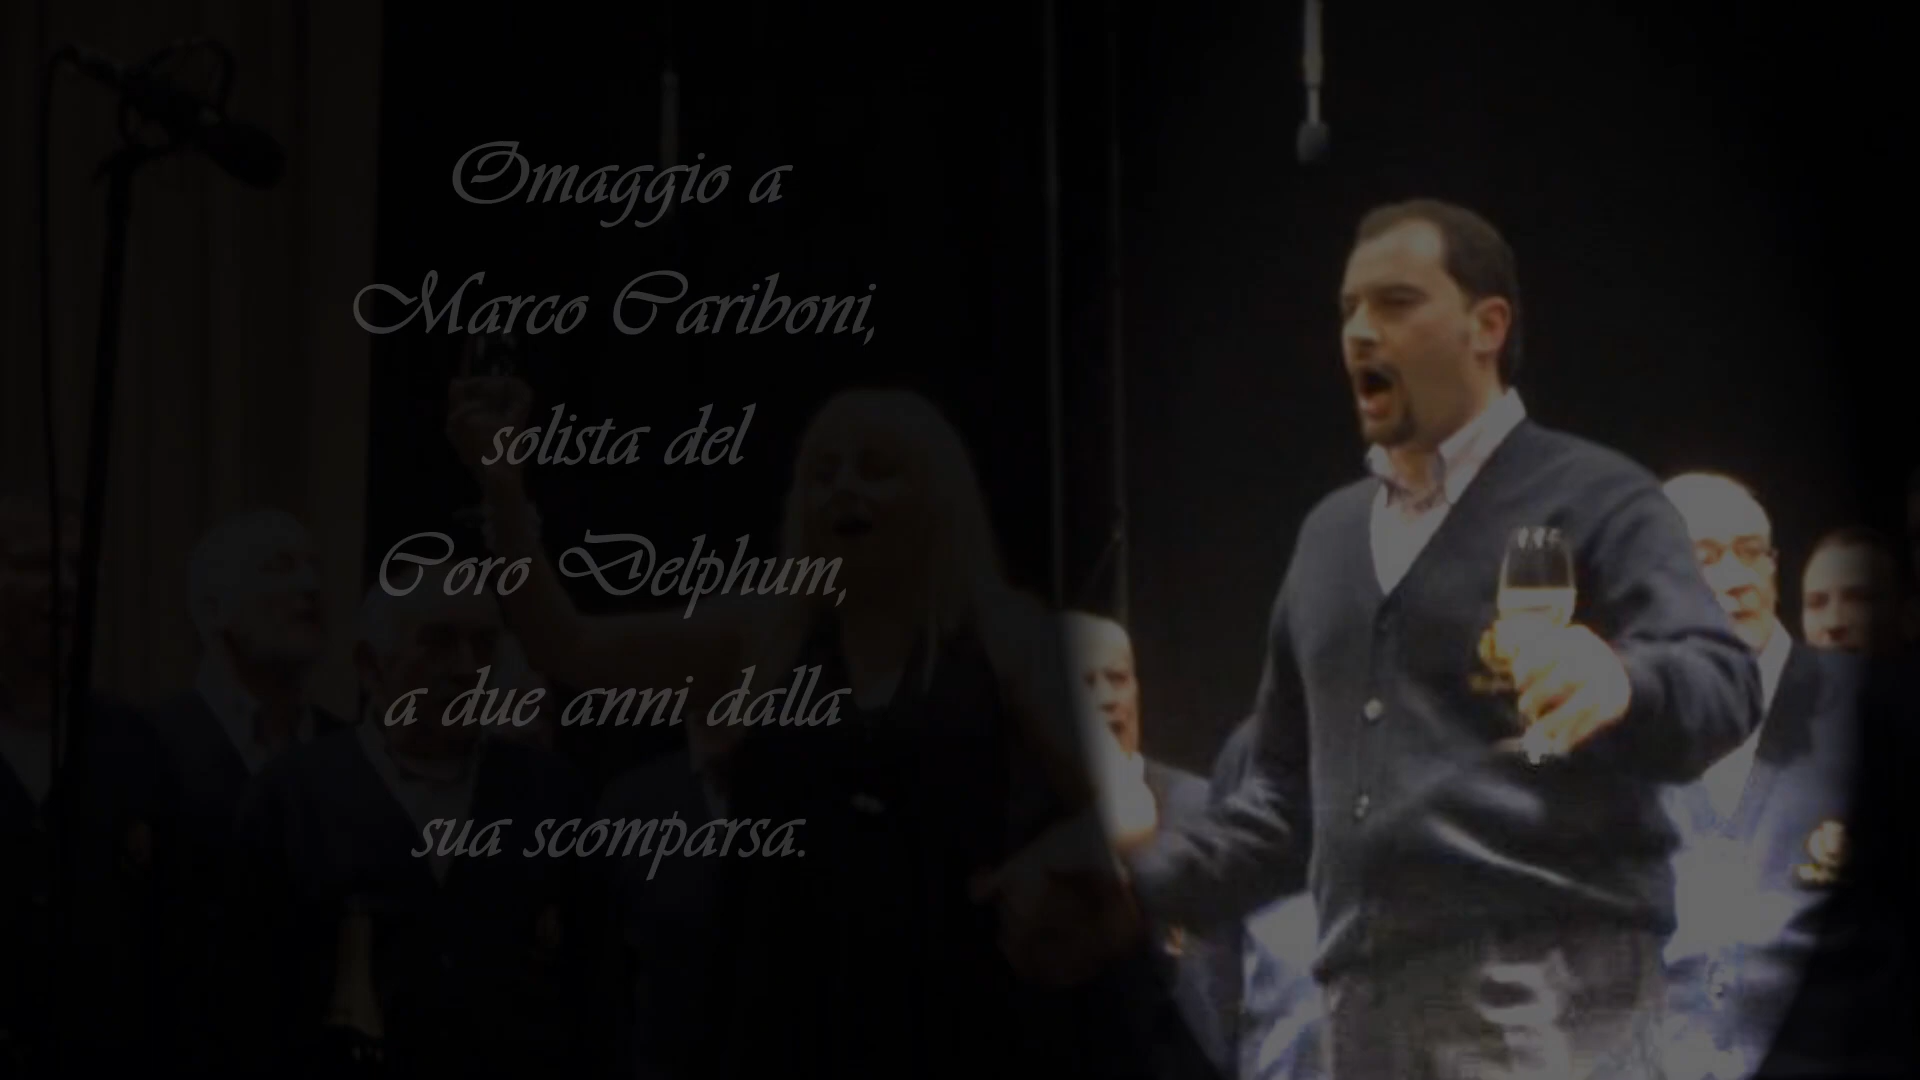 Omaggio a
Marco Cariboni,
solista del
Coro Delphum,
a due anni dalla
sua scomparsa.